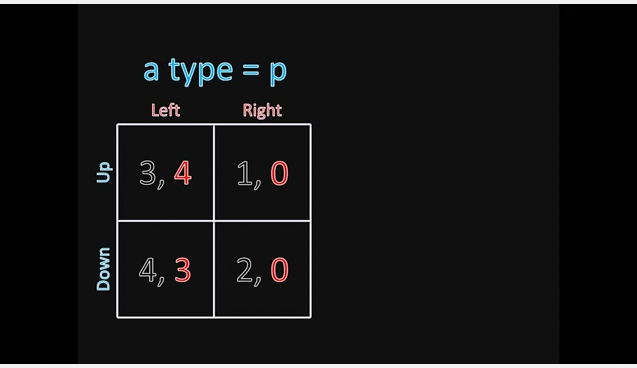 a type = p
Left Right
Up 3, 4 1, 0
Down 4, 3 2, 0